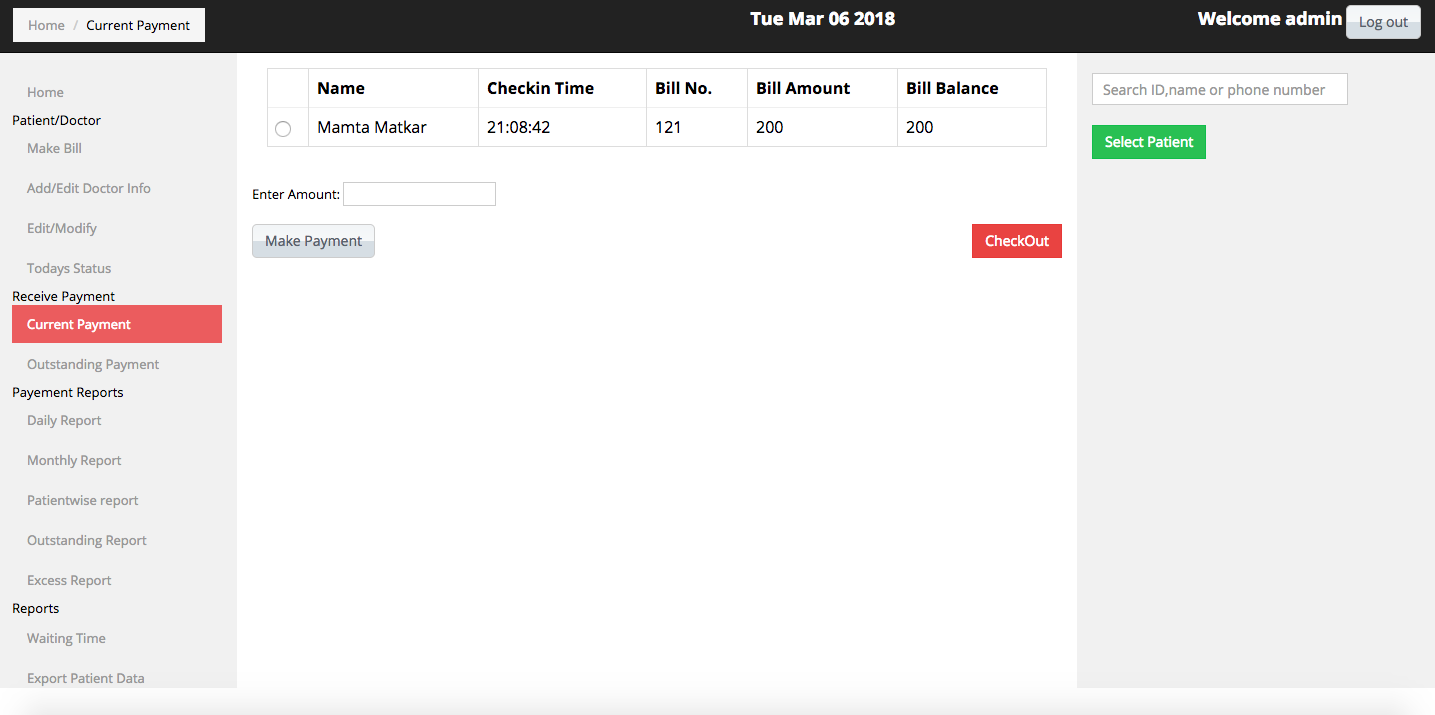 Home / Current Payment
Tue Mar 06 2018
Welcome admin
Log out
Home
Patient/Doctor
Make Bill
Add/Edit Doctor Info
Edit/Modify
Todays Status
Receive Payment
Current Payment
Outstanding Payment
Payement Reports
Daily Report
Monthly Report
Patientwise report
Outstanding Report
Excess Report
Reports
Waiting Time
Export Patient Data
Name Checkin Time Bill No. Bill Amount Bill Balance
Mamta Matkar 21:08:42 121 200 200
Enter Amount:
Make Payment
CheckOut
Search ID,name or phone number
Select Patient